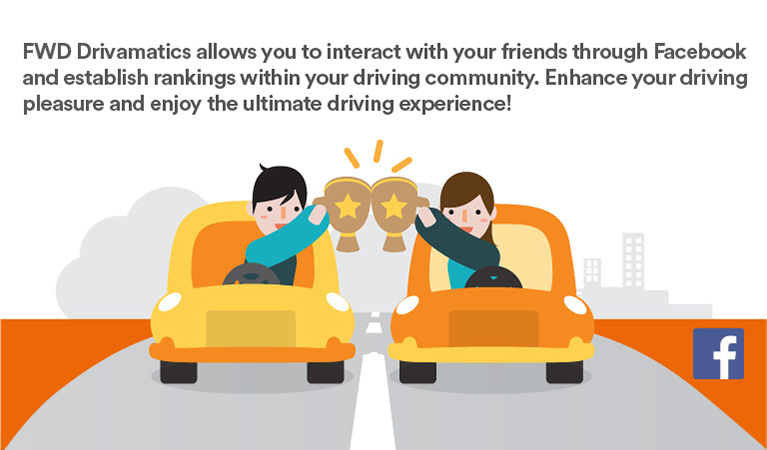 FWD Drivamatics allows you to interact with your friends through Facebook
and establish rankings within your driving community. Enhance your driving
pleasure and enjoy the ultimate driving experience!
f